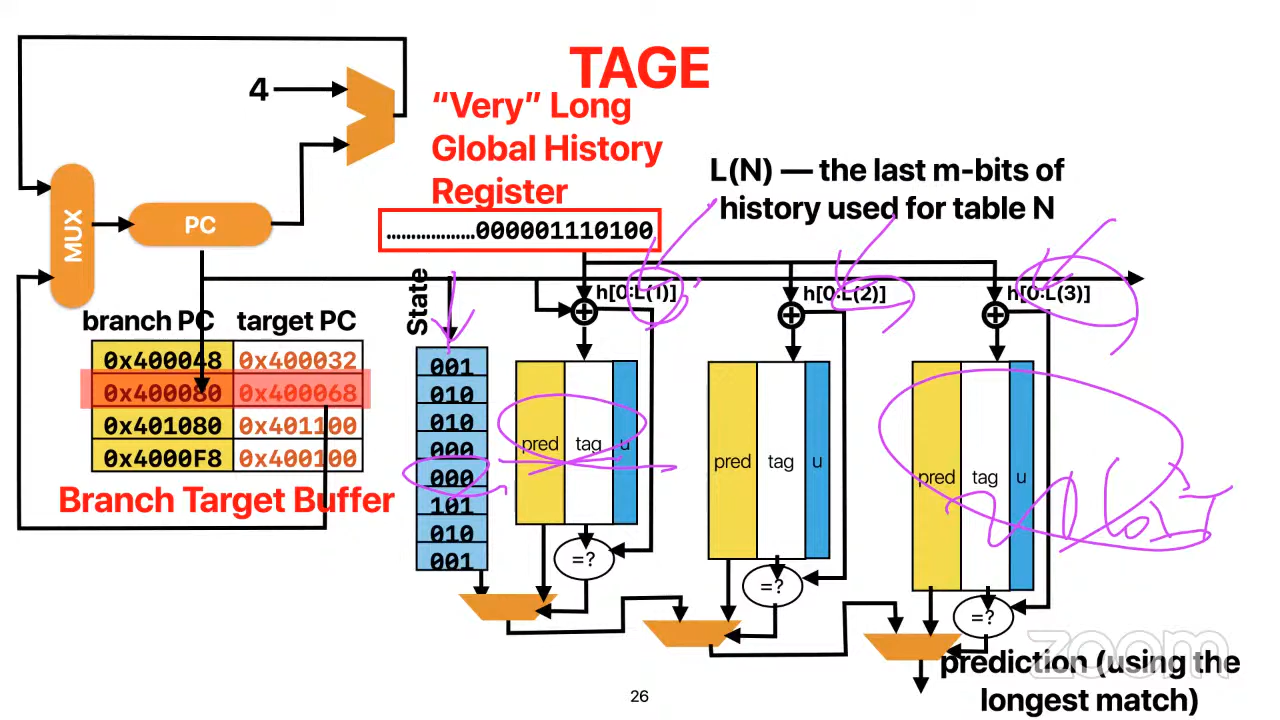 TAGE
4
“Very” Long
Global History
Register
L(N) — the last m-bits of
history used for table N
MUX
PC
...................000001110100
State
h[0:L(1)]
h[0:L(2)]
h[0:L(3)]
branch PC target PC
0x400048 0x400032
0x400080 0x400068
0x401080 0x401100
0x4000F8 0x400100
Branch Target Buffer
001
010
010
000
000
101
010
001
pred tag u
pred tag u
pred tag u
=?
=?
=?
zoom
prediction (using the
longest match)
26